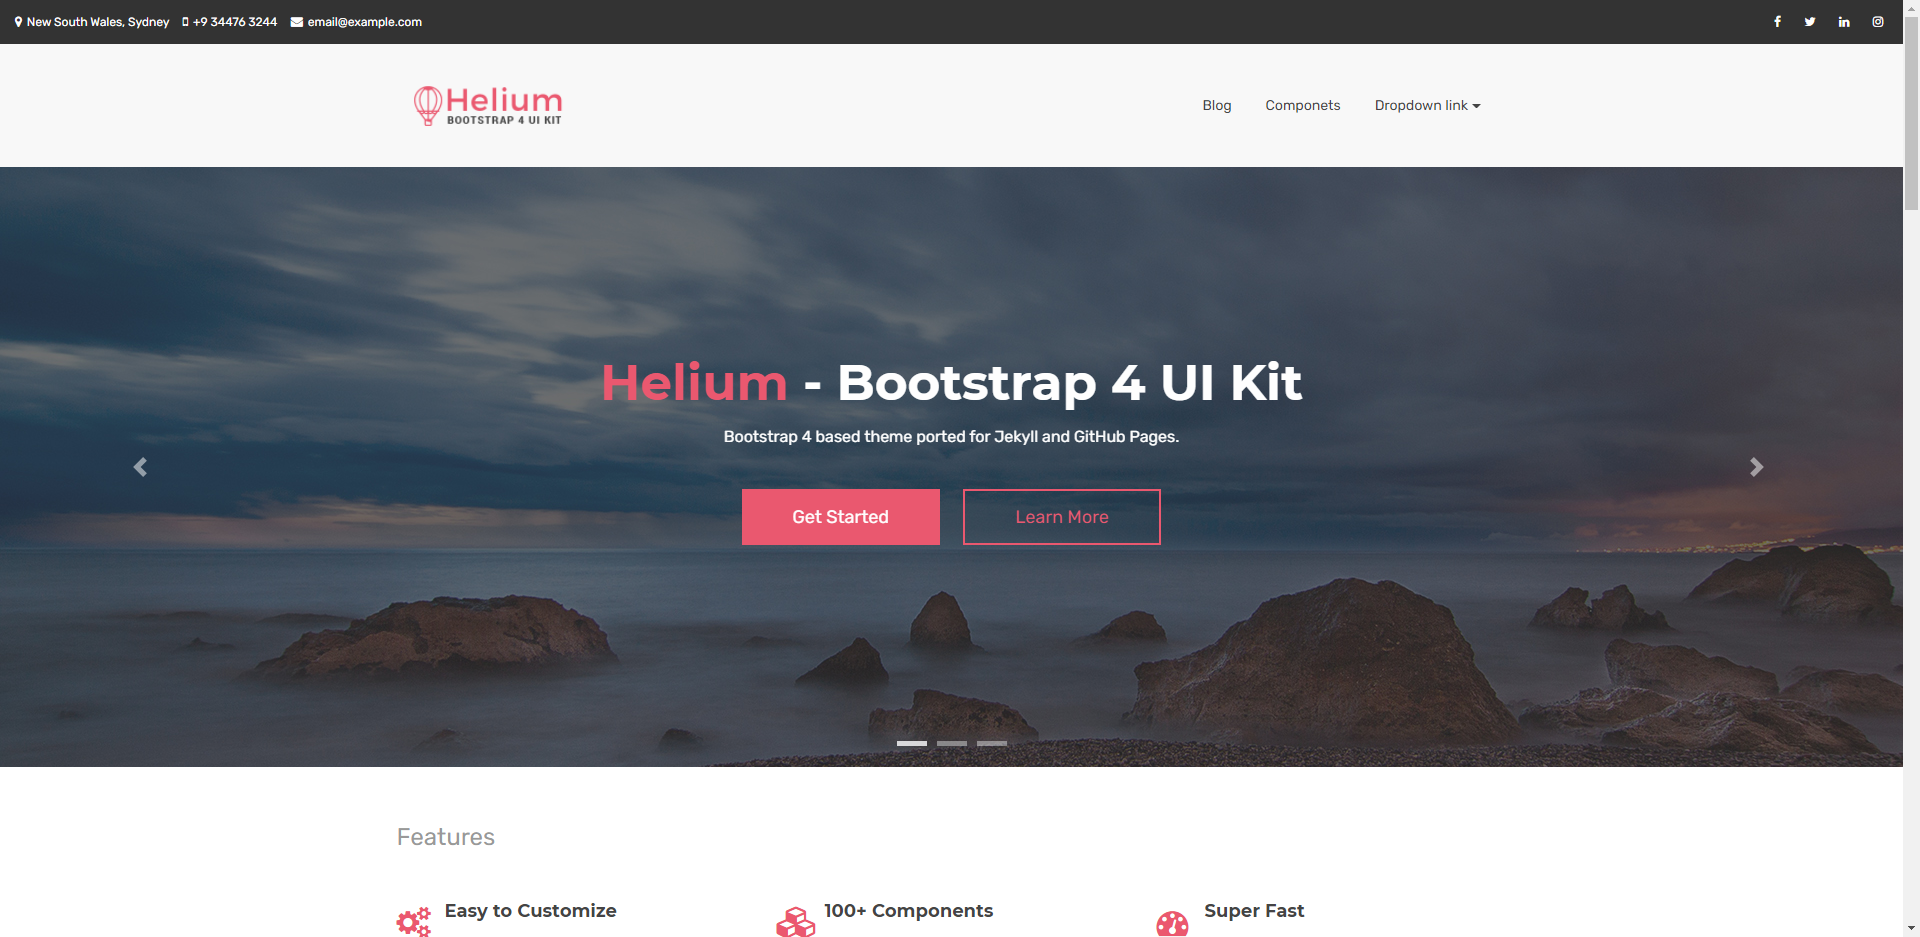 New South Wales, Sydney +9 34476 3244 email@example.com
Helium
BOOTSTRAP 4 UI KIT
Blog Componets Dropdown link
Helium - Bootstrap 4 UI Kit
Bootstrap 4 based theme ported for Jekyll and GitHub Pages.
Get Started Learn More
Features
Easy to Customize 100+ Components Super Fast